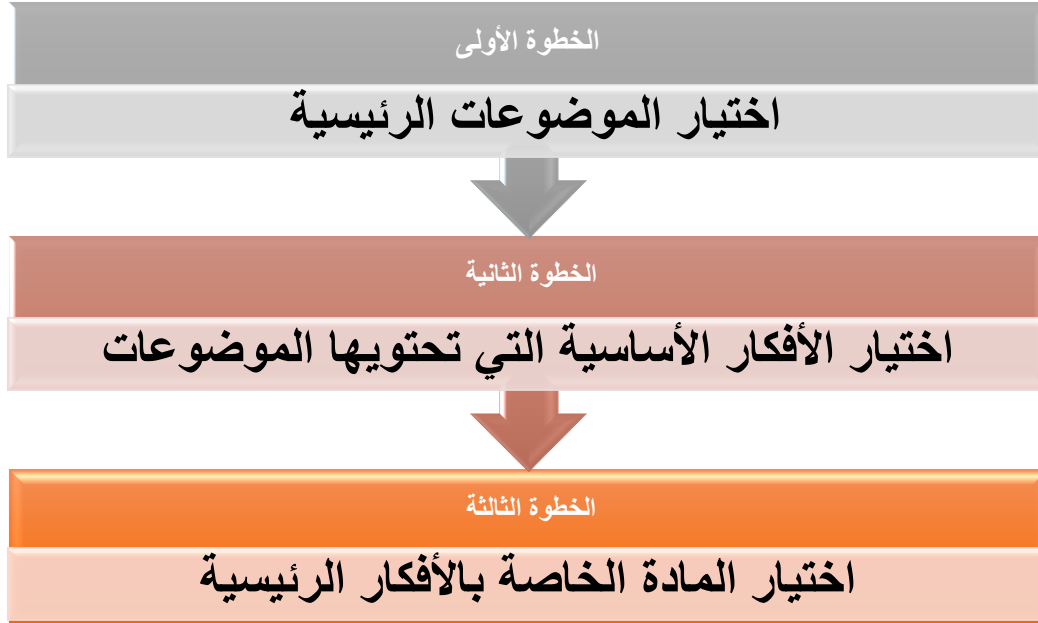 الخطوة الأولى
اختيار الموضوعات الرئيسية
الخطوة الثانية
اختيار الأفكار الأساسية التي تحتويها الموضوعات
الخطوة الثالثة
اختيار المادة الخاصة بالأفكار الرئيسية